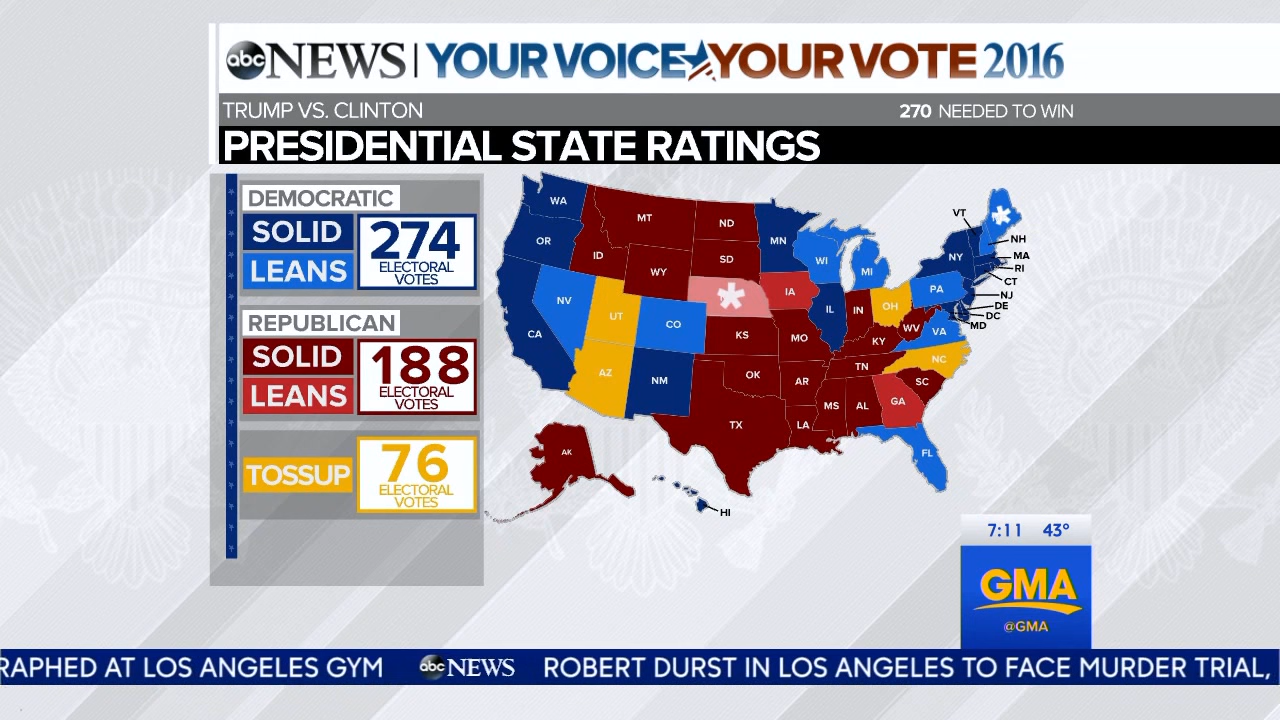 abc NEWS | YOUR VOICE YOUR VOTE 2016
TRUMP VS. CLINTON
270 NEEDED TO WIN
PRESIDENTIAL STATE RATINGS
DEMOCRATIC
SOLID
LEANS
274
ELECTORAL
VOTES
REPUBLICAN
SOLID
LEANS
188
ELECTORAL
VOTES
TOSSUP
76
ELECTORAL
VOTES
WA
OR
CA
NV
ID
MT
WY
UT
AZ
CO
NM
ND
SD
*
KS
OK
TX
MN
IA
MO
AR
LA
WI
IL
MI
IN
OH
KY
TN
MS
AL
GA
FL
SC
NC
VA
WV
PA
NY
VT
*
NH
MA
RI
CT
NJ
DE
DC
MD
AK
HI
7:11 43°
GMA
@GMA
RAPHED AT LOS ANGELES GYM abc NEWS ROBERT DURST IN LOS ANGELES TO FACE MURDER TRIAL,